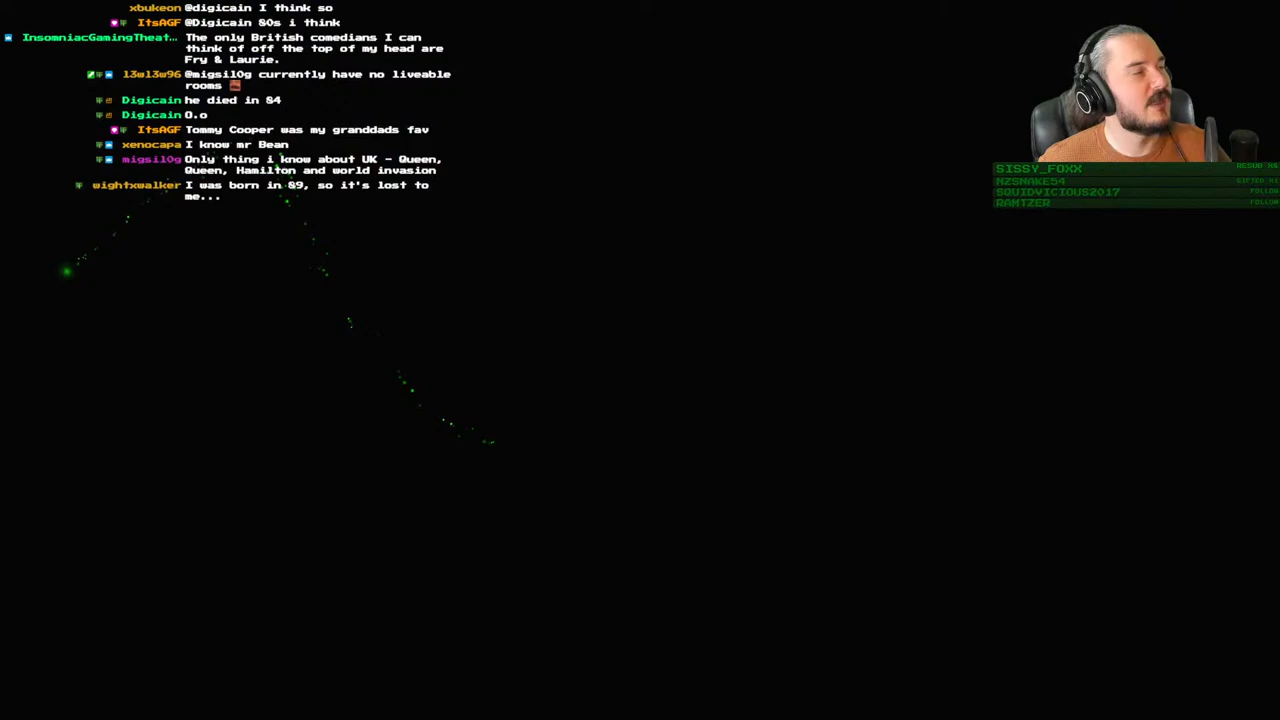 xbukeon @digicain I think so
ItsAGF @Digicain 80s i think
InsomniacGamingTheat… The only British comedians I can
think of off the top of my head are
Fry & Laurie.
l3wl3w96 @migsil0g currently have no liveable
rooms
Digicain he died in 84
Digicain O.o
ItsAGF Tommy Cooper was my granddads fav
xenocapa I know mr Bean
migsil0g Only thing i know about UK - Queen,
Queen, Hamilton and world invasion
wightxwalker I was born in 89, so it's lost to
me...
SISSY_FOXX
NZSNAKE54
SQUIDVICIOUS2017 FOLLOW
RAMTZER FOLLOW